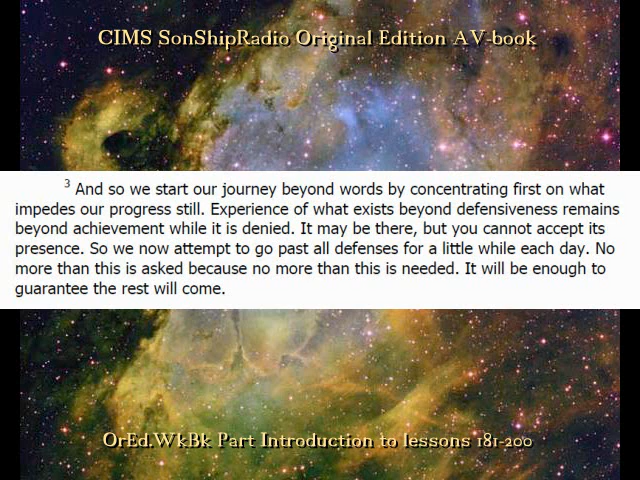 CIMS SonShipRadio Original Edition AV-book
3 And so we start our journey beyond words by concentrating first on what
impedes our progress still. Experience of what exists beyond defensiveness remains
beyond achievement while it is denied. It may be there, but you cannot accept its
presence. So we now attempt to go past all defenses for a little while each day. No
more than this is asked because no more than this is needed. It will be enough to
guarantee the rest will come.
OrEd.WkBk Part Introduction to lessons 181-200